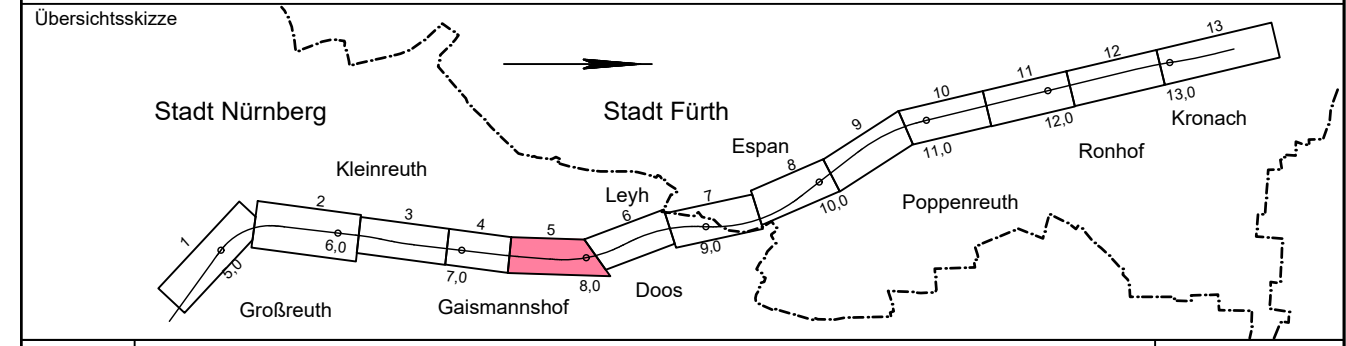 Übersichtsskizze
Stadt Nürnberg
Stadt Fürth
Kleinreuth
Leyh
Espan
Kronach
Ronhof
Poppenreuth
Doos
Gaismannshof
Großreuth
1
2
3
4
5
6
7
8
9
10
11
12
13
5,0
6,0
7,0
8,0
9,0
10,0
11,0
12,0
13,0